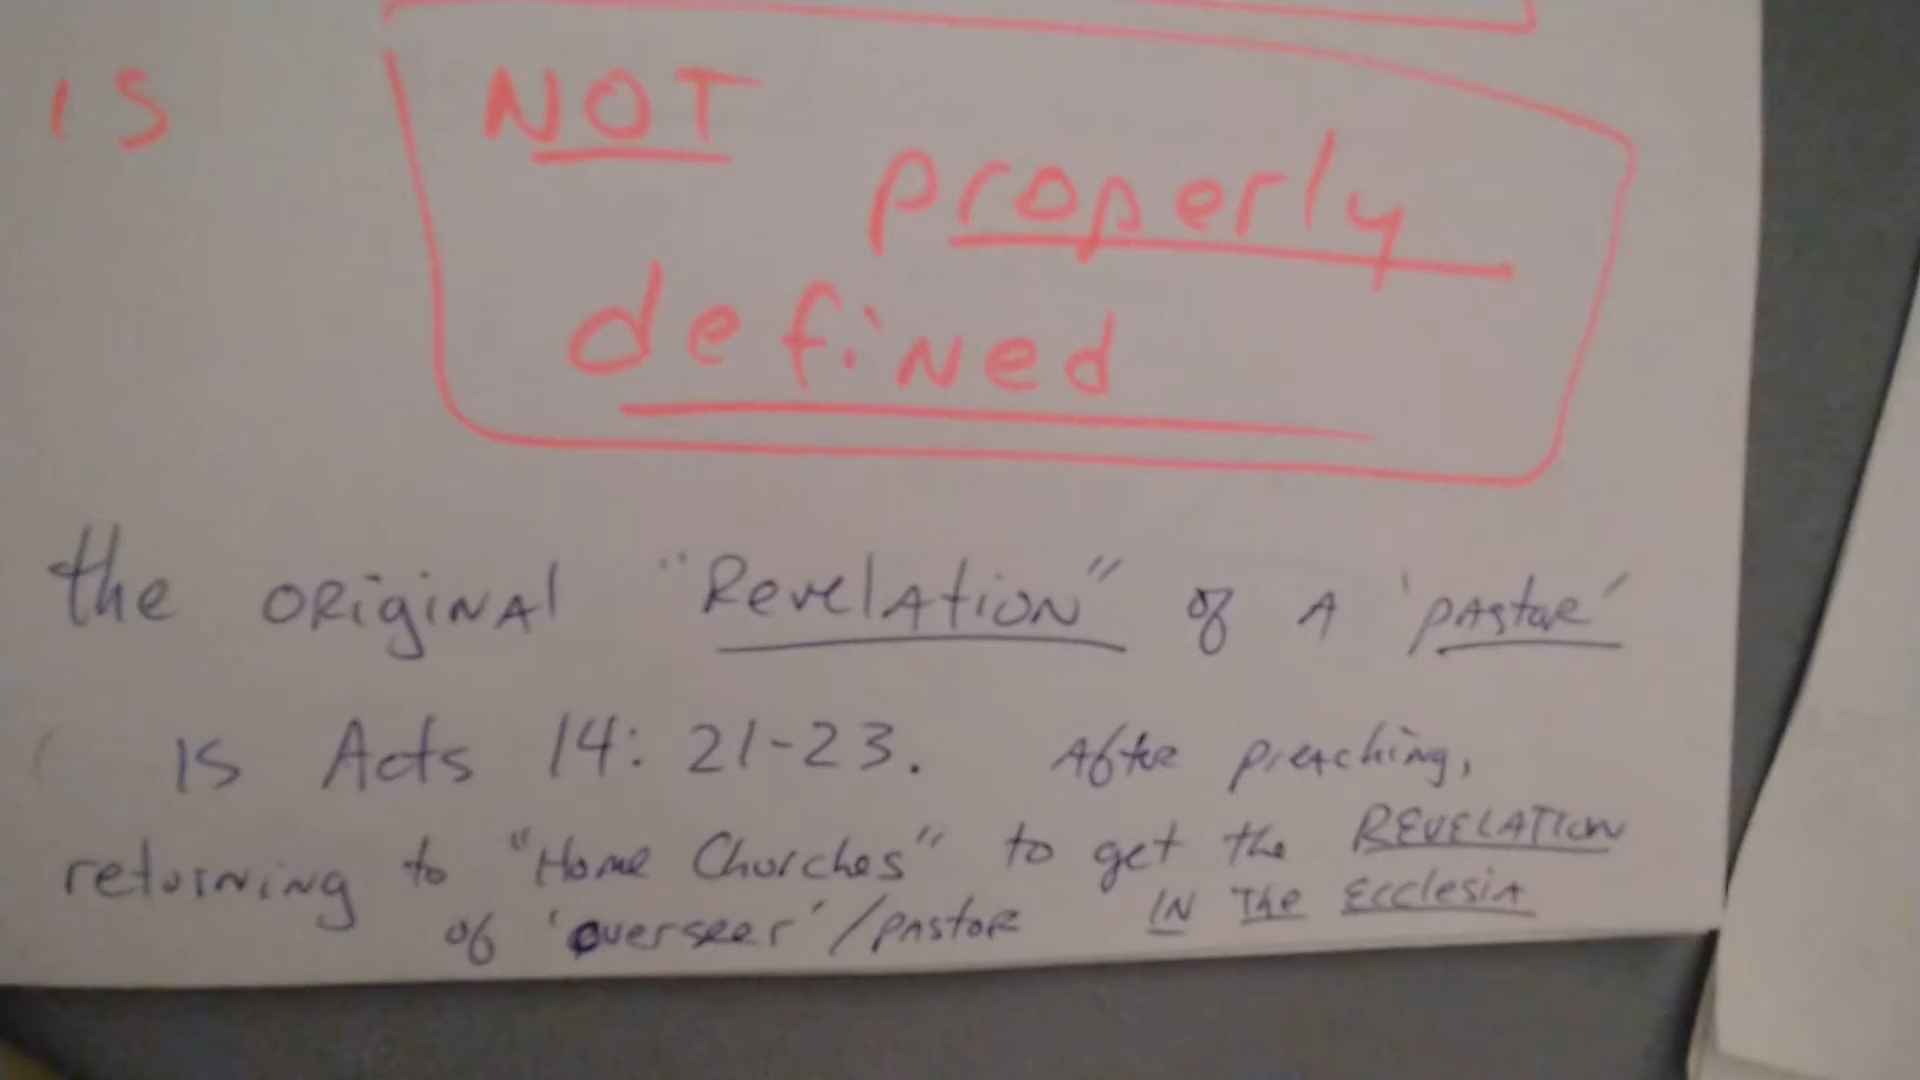 is NOT
properly
defined
the original "Revelation" of A 'pastor'
is Acts 14: 21-23. After preaching,
returning to "Home Churches" to get the REVELATION
of 'overseer'/pastor IN The Ecclesia